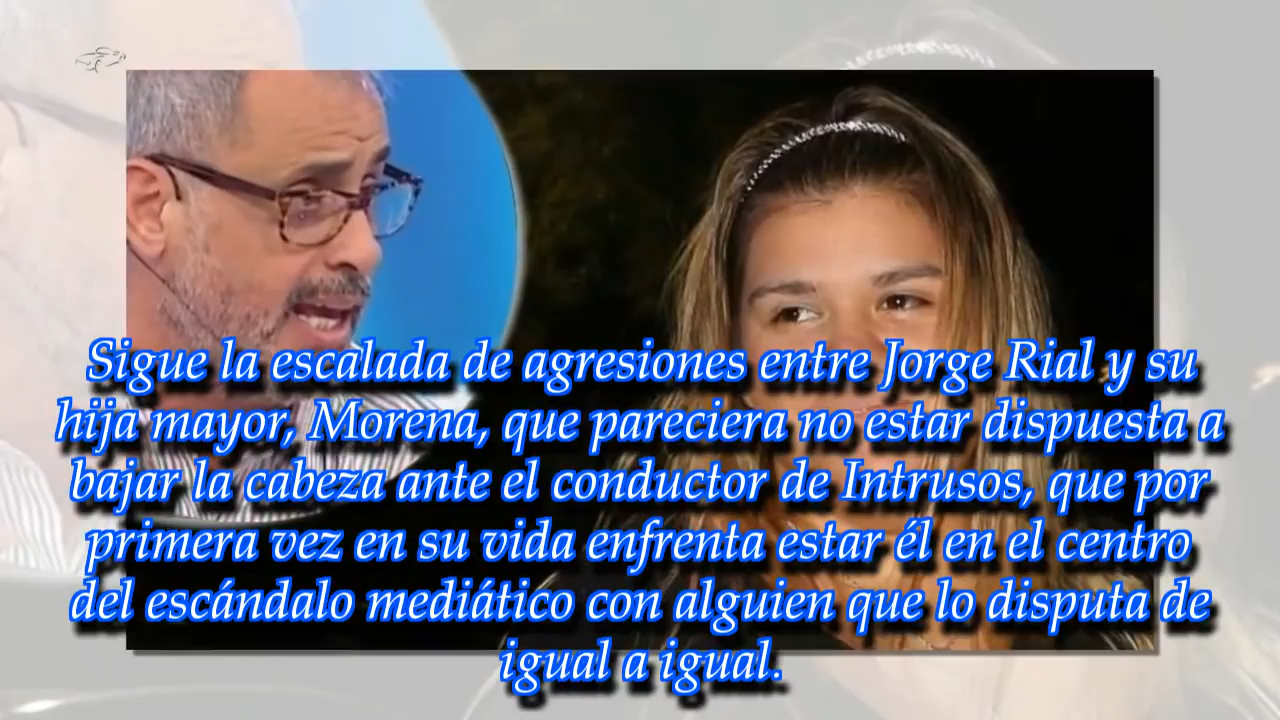 Sigue la escalada de agresiones entre Jorge Rial y su
hija mayor, Morena, que pareciera no estar dispuesta a
bajar la cabeza ante el conductor de Intrusos, que por
primera vez en su vida enfrenta estar él en el centro
del escándalo mediático con alguien que lo disputa de
igual a igual.